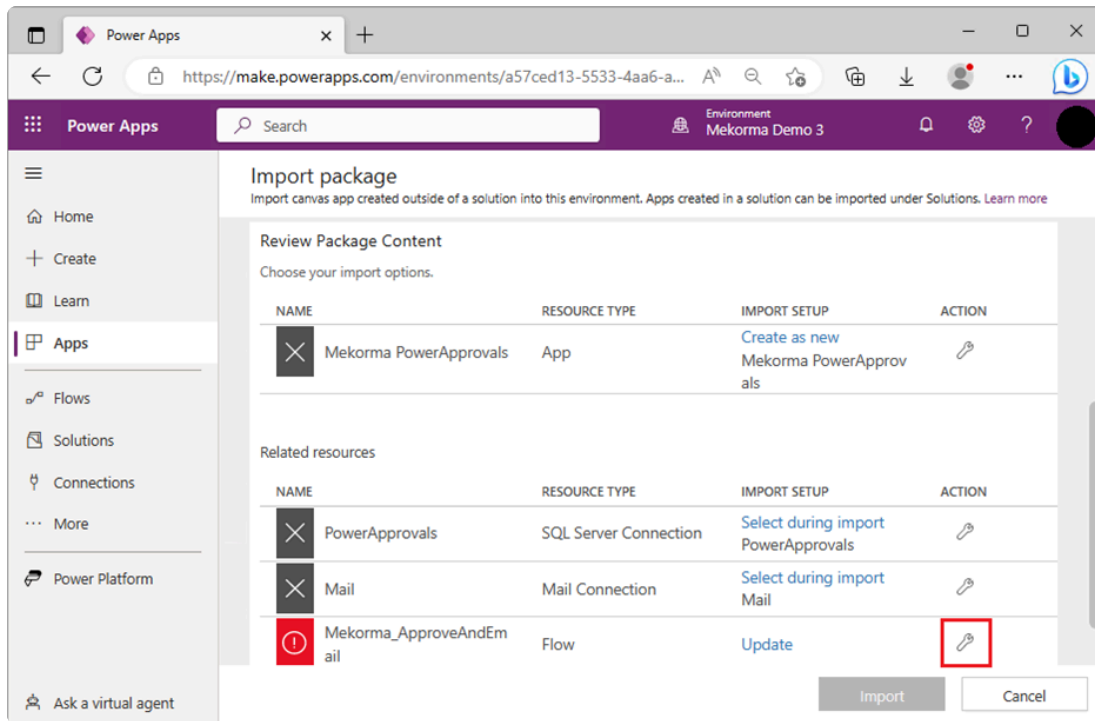 Power Apps
https://make.powerapps.com/environments/a57ced13-5533-4aa6-a...
Power Apps
Search
Environment
Mekorma Demo 3
Home
Create
Learn
Apps
Flows
Solutions
Connections
More
Power Platform
Ask a virtual agent
Import package
Import canvas app created outside of a solution into this environment. Apps created in a solution can be imported under Solutions. Learn more
Review Package Content
Choose your import options.
NAME RESOURCE TYPE IMPORT SETUP ACTION
Mekorma PowerApprovals App Create as new
Mekorma PowerApprov
als
Related resources
NAME RESOURCE TYPE IMPORT SETUP ACTION
PowerApprovals SQL Server Connection Select during import
PowerApprovals
Mail Mail Connection Select during import
Mail
Mekorma_ApproveAndEm
ail Flow Update
Import Cancel